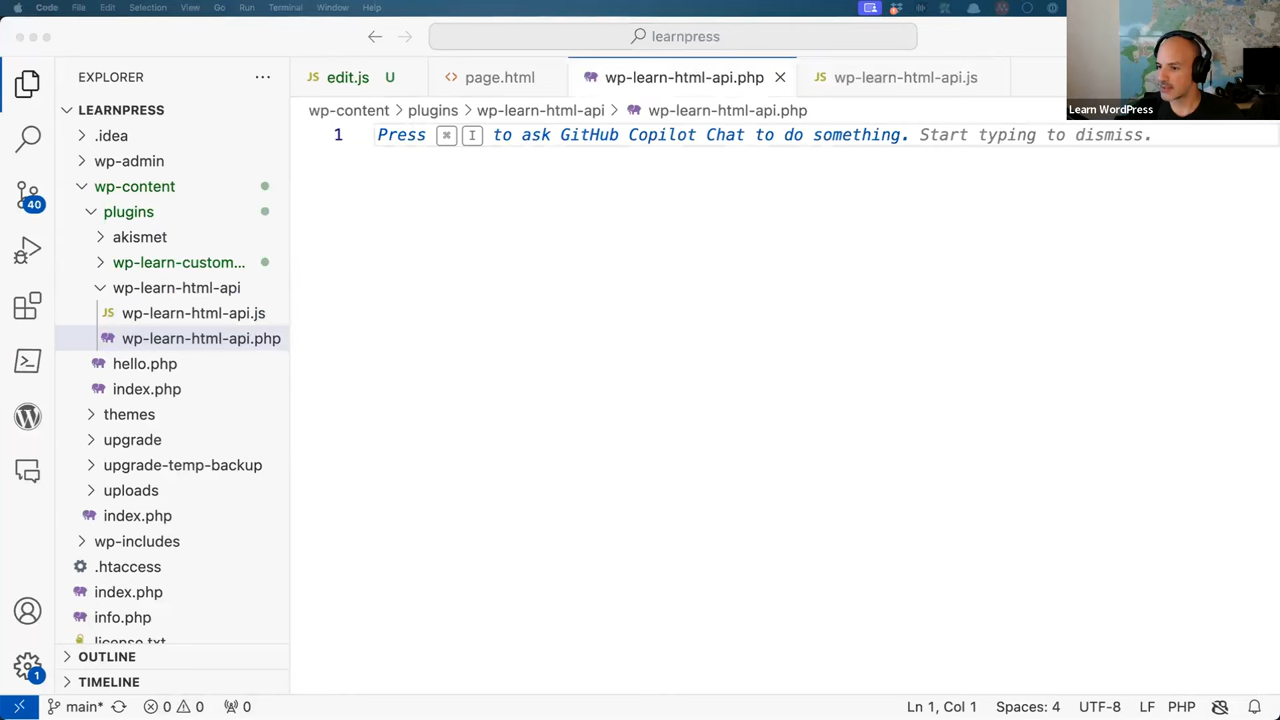 Code File Edit Selection View Go Run Terminal Window Help
learnpress
EXPLORER
edit.js U
page.html
wp-learn-html-api.php
wp-learn-html-api.js
Learn WordPress
LEARNPRESS
wp-content > plugins > wp-learn-html-api > wp-learn-html-api.php
1 Press ⌘ I to ask GitHub Copilot Chat to do something. Start typing to dismiss.
.idea
wp-admin
wp-content
plugins
akismet
wp-learn-custom...
wp-learn-html-api
JS wp-learn-html-api.js
wp-learn-html-api.php
hello.php
index.php
themes
upgrade
upgrade-temp-backup
uploads
index.php
wp-includes
.htaccess
index.php
info.php
license.txt
OUTLINE
TIMELINE
40
1
main* 0 0 0
Ln 1, Col 1 Spaces: 4 UTF-8 LF PHP